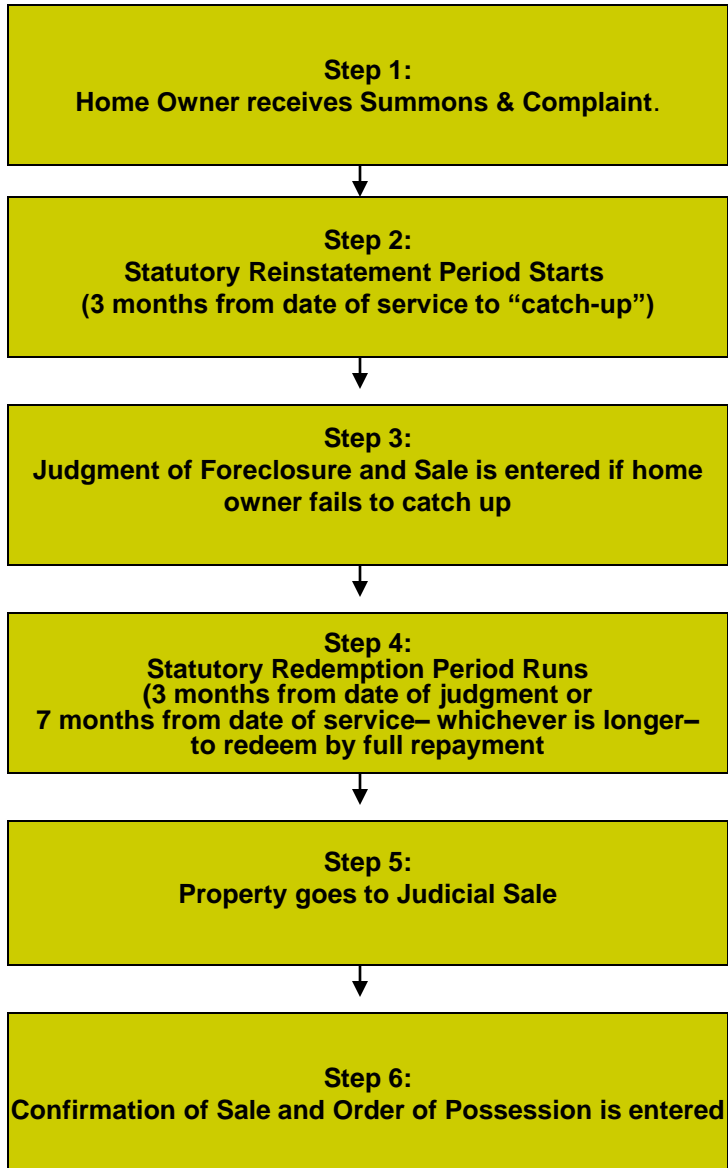 Step 1:
Home Owner receives Summons & Complaint.
Step 2:
Statutory Reinstatement Period Starts
(3 months from date of service to “catch-up”)
Step 3:
Judgment of Foreclosure and Sale is entered if home
owner fails to catch up
Step 4:
Statutory Redemption Period Runs
(3 months from date of judgment or
7 months from date of service– whichever is longer–
to redeem by full repayment
Step 5:
Property goes to Judicial Sale
Step 6:
Confirmation of Sale and Order of Possession is entered